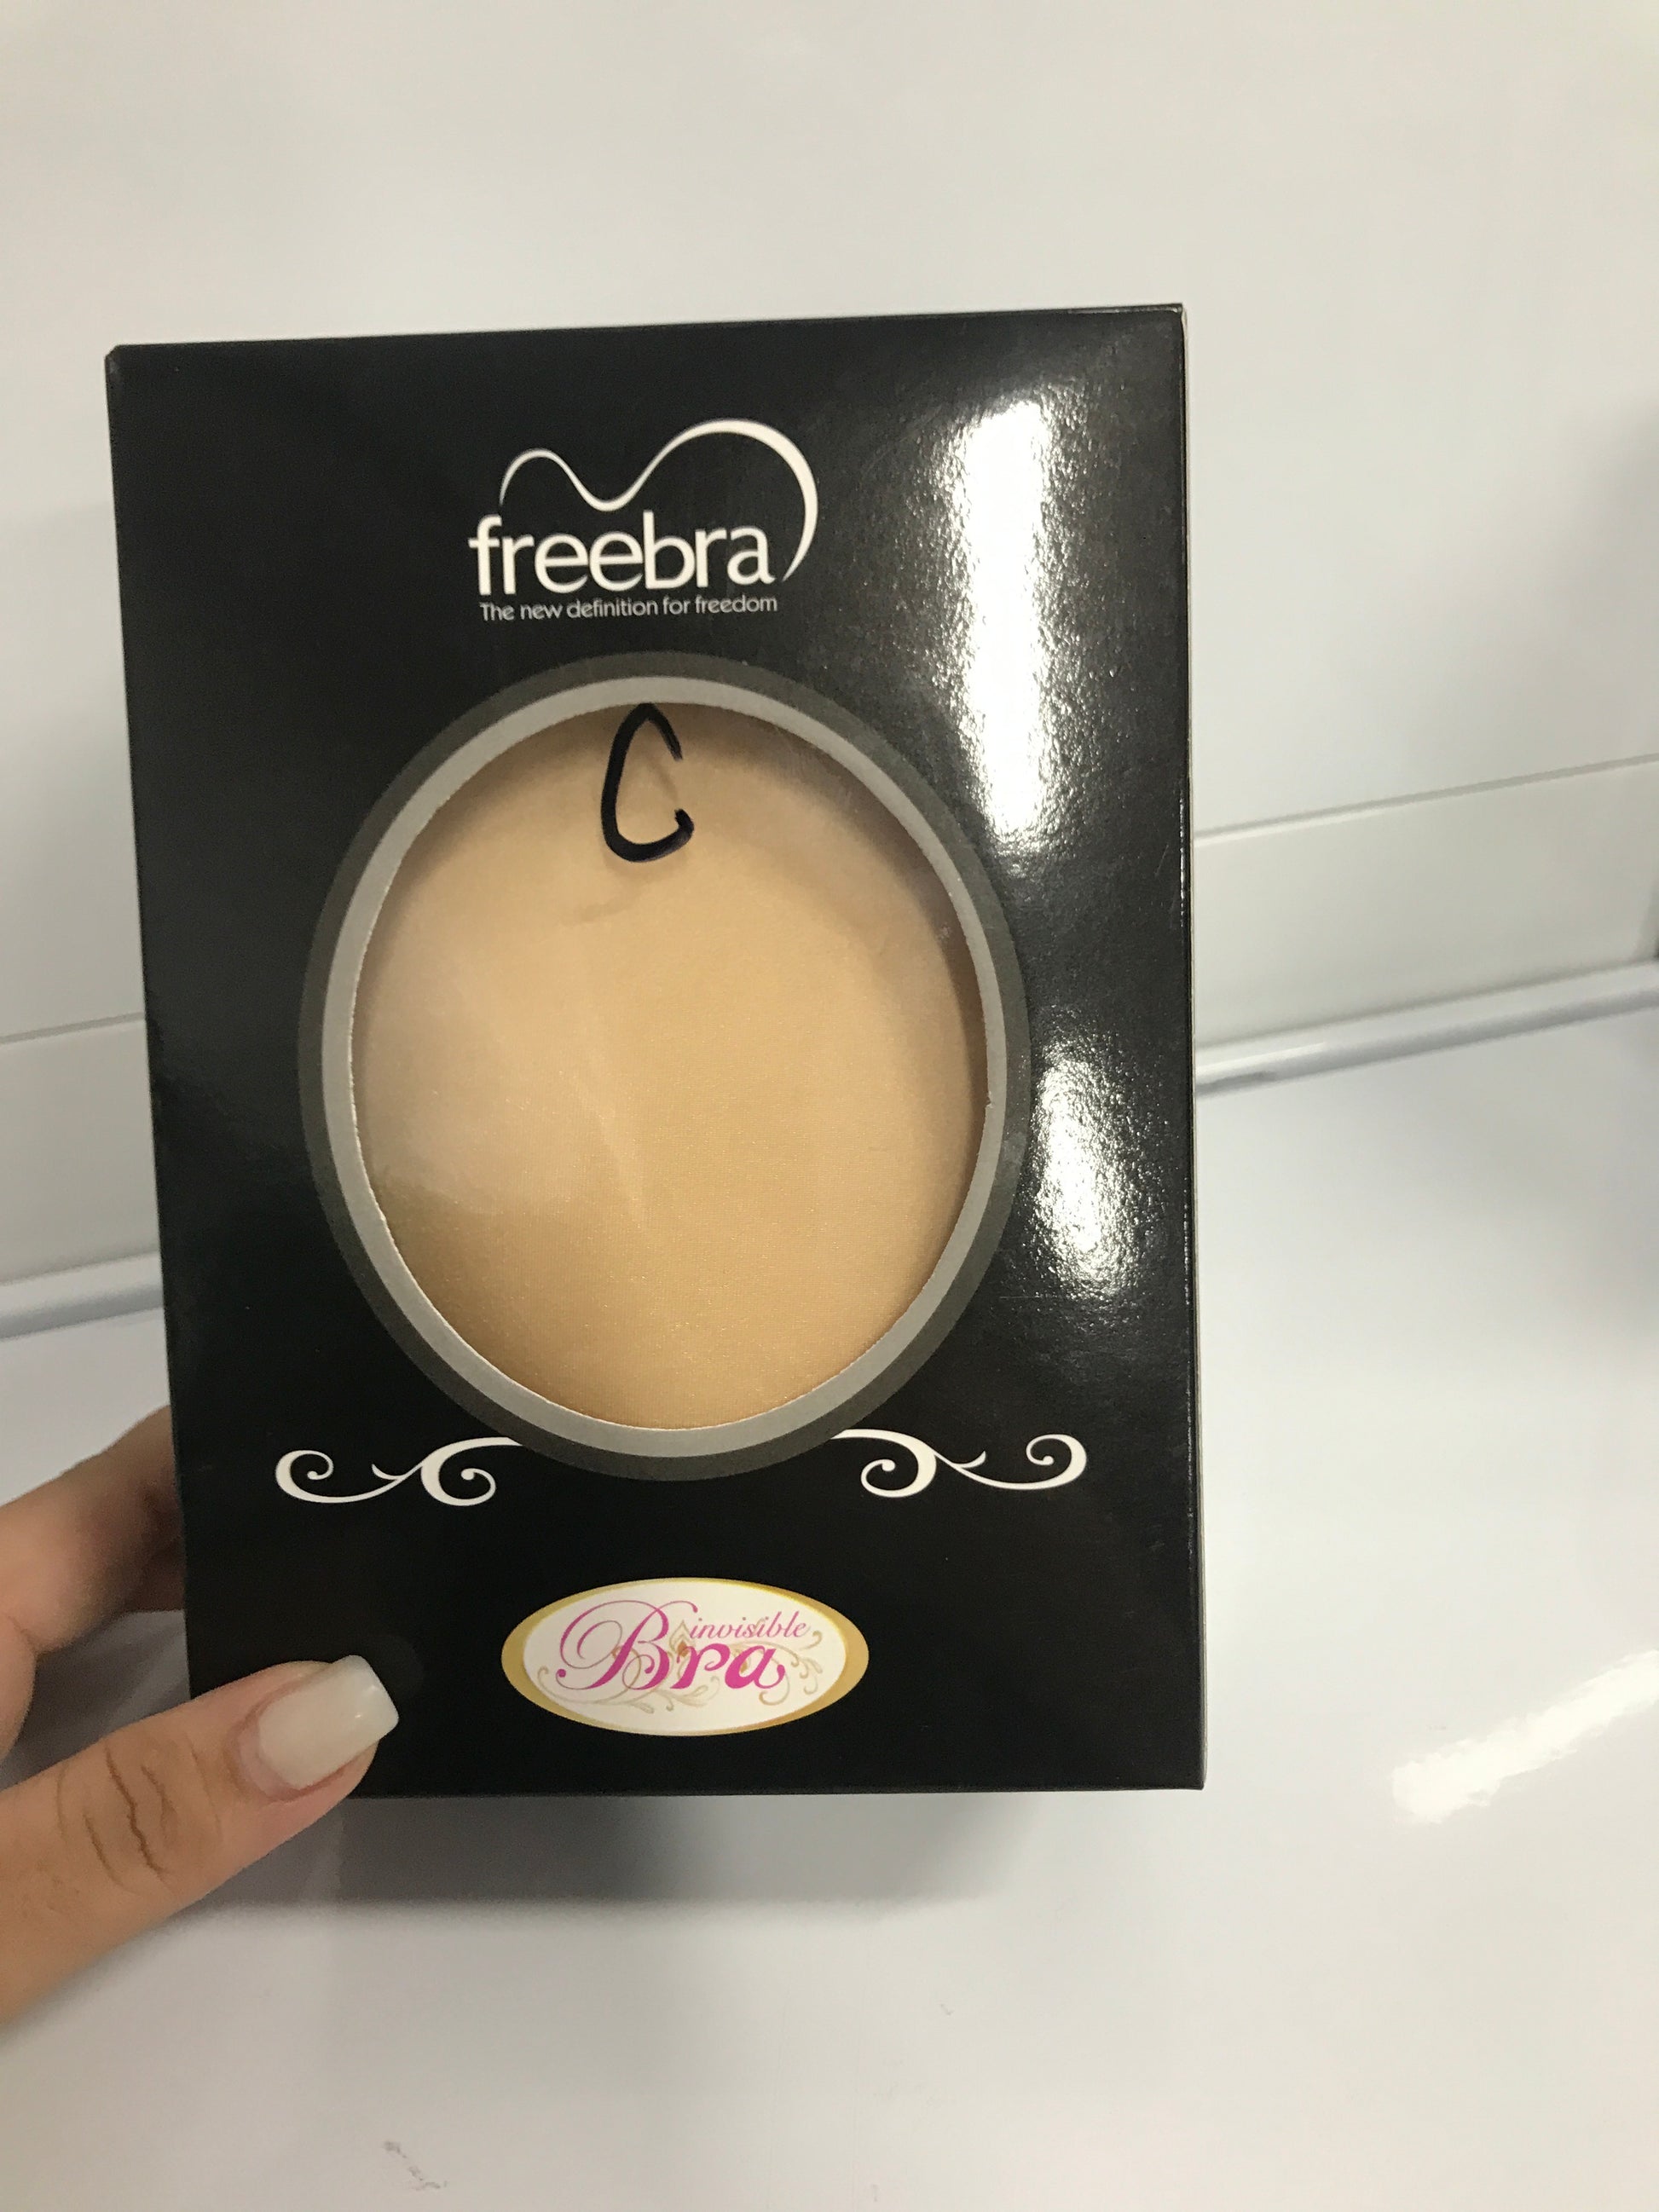 freebra
The new definition for freedom
C
invisible
Bra